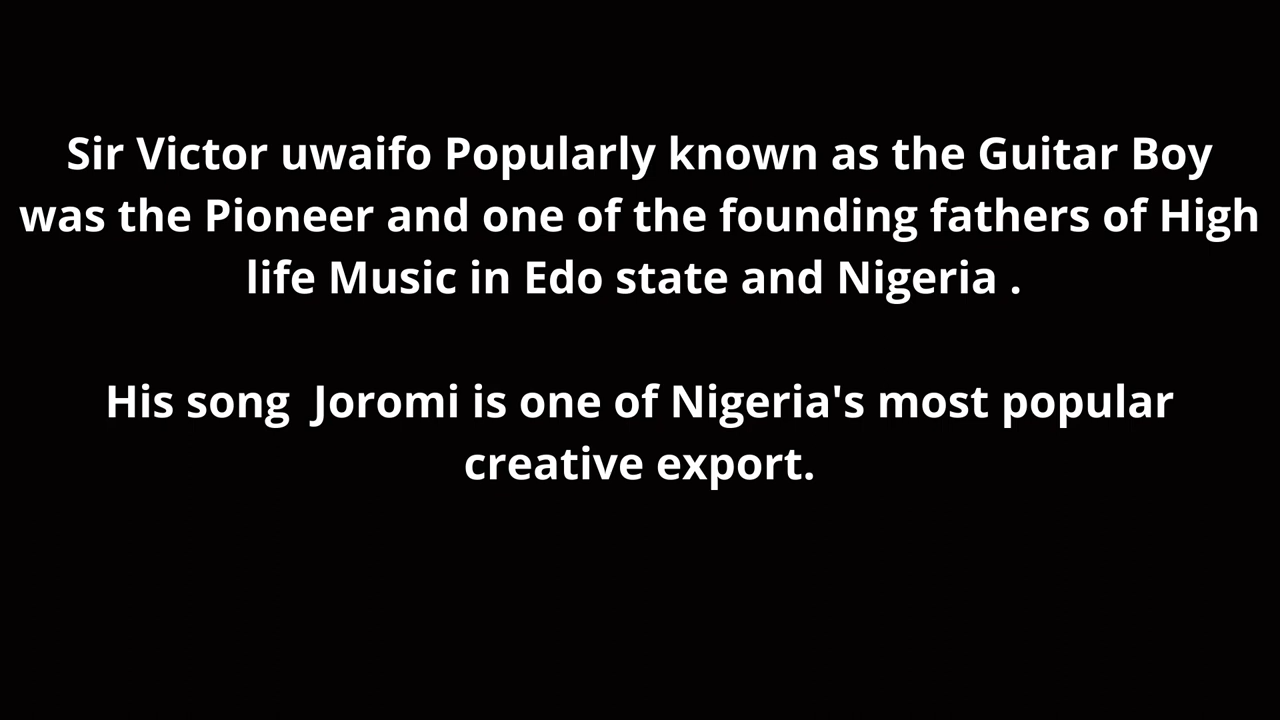 Sir Victor uwaifo Popularly known as the Guitar Boy
was the Pioneer and one of the founding fathers of High
life Music in Edo state and Nigeria .
His song  Joromi is one of Nigeria's most popular
creative export.